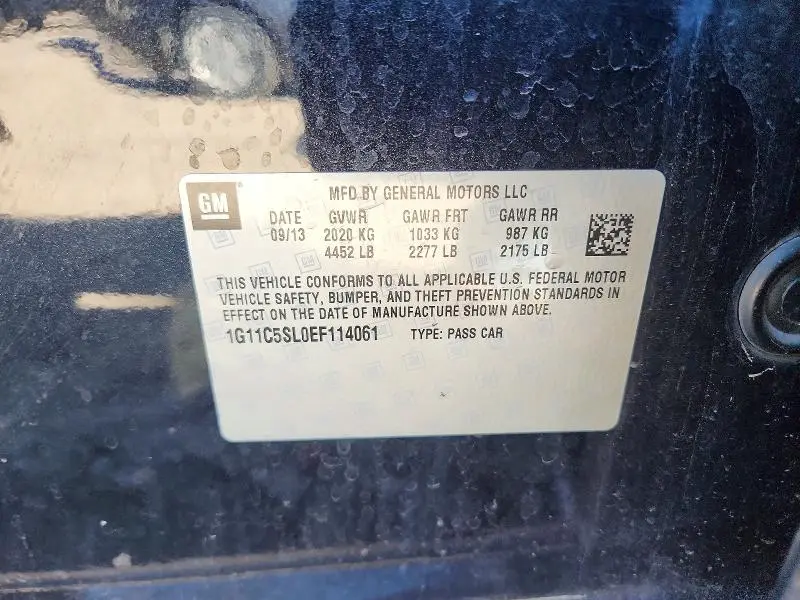 GM
MFD BY GENERAL MOTORS LLC
DATE GVWR GAWR FRT GAWR RR
09/13 2020 KG 1033 KG 987 KG
4452 LB 2277 LB 2175 LB
THIS VEHICLE CONFORMS TO ALL APPLICABLE U.S. FEDERAL MOTOR
VEHICLE SAFETY, BUMPER, AND THEFT PREVENTION STANDARDS IN
EFFECT ON THE DATE OF MANUFACTURE SHOWN ABOVE.
1G11C5SL0EF114061 TYPE: PASS CAR